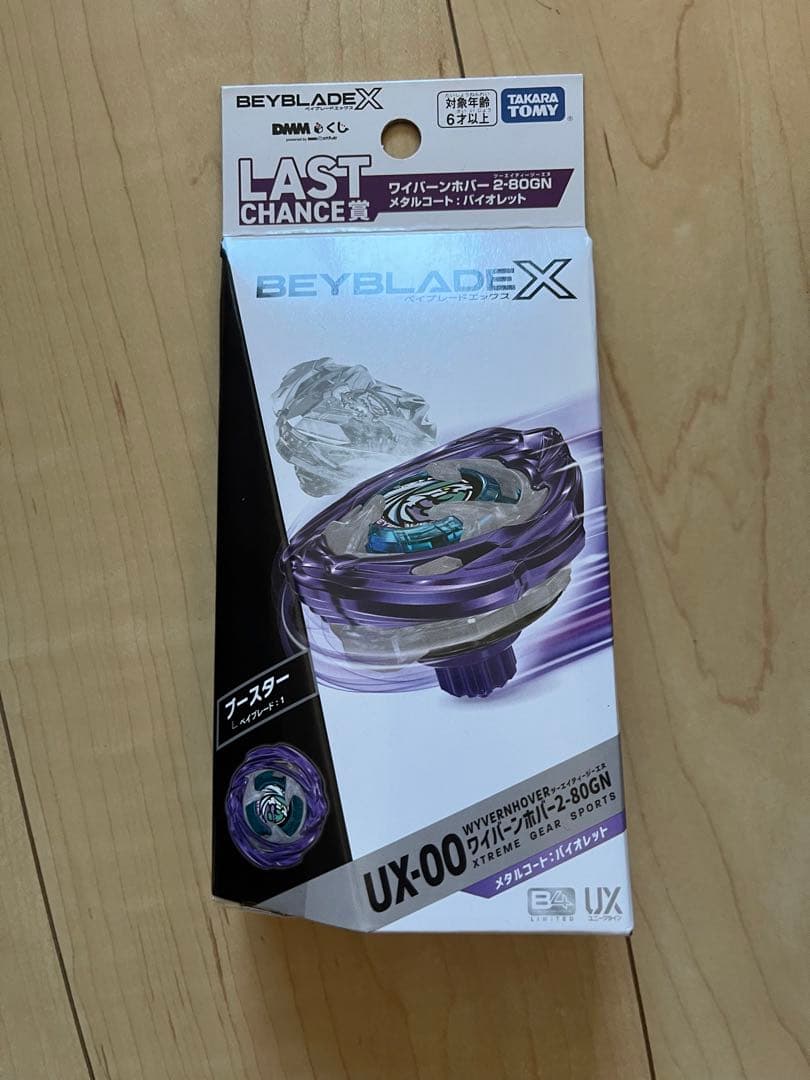 BEYBLADE X
ベイブレードエックス
対象年齢
6才以上
TAKARA
TOMY
DMMくじ
LAST
CHANCE賞
ツーエイティージーエヌ
ワイバーンホバー 2-80GN
メタルコート：バイオレット
BEYBLADE X
ベイブレードエックス
ブースター
ベイブレード：1
WYVERNHOVER ツーエイティージーエヌ
UX-00 ワイバーンホバー2-80GN
XTREME GEAR SPORTS
メタルコート：バイオレット
B4
LIMITED
UX
ユニークライン